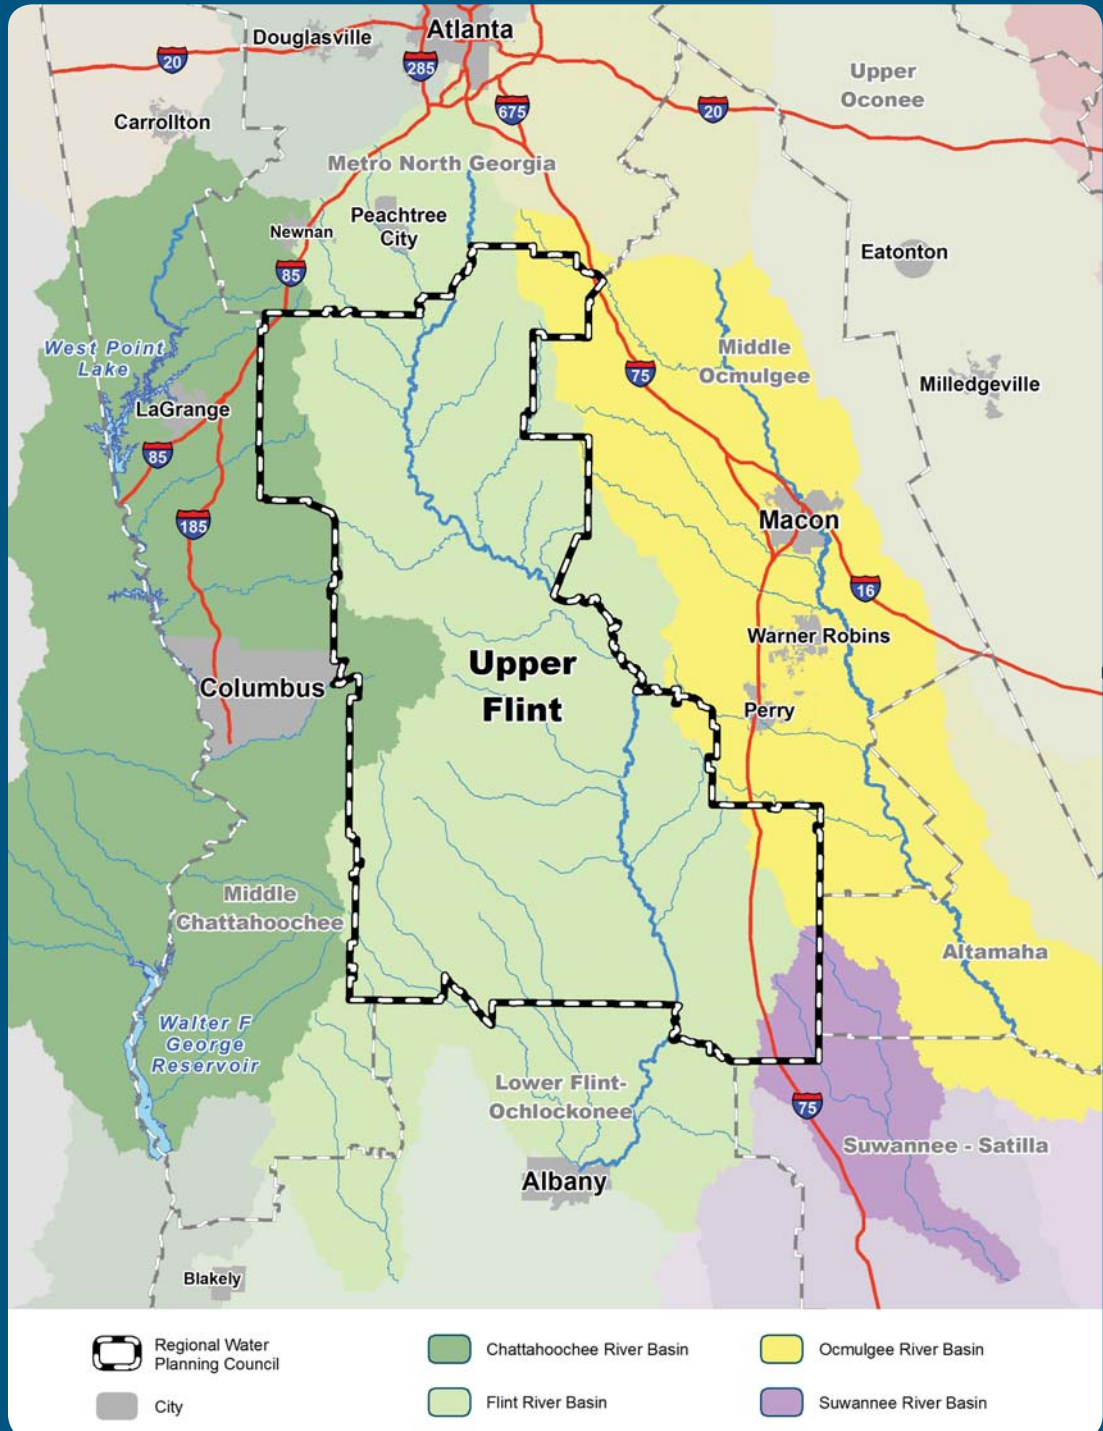 Atlanta
Douglasville
20
285
Upper
Oconee
675
20
Carrollton
Metro North Georgia
Peachtree
City
Newnan
Eatonton
85
West Point
Lake
Middle
Ocmulgee
75
Milledgeville
LaGrange
85
185
Macon
16
Warner Robins
Upper
Flint
Columbus
Perry
Middle
Chattahoochee
Altamaha
Walter F
George
Reservoir
Lower Flint-
Ochlockonee
75
Suwannee - Satilla
Albany
Blakely
Regional Water
Planning Council
City
Chattahoochee River Basin
Flint River Basin
Ocmulgee River Basin
Suwannee River Basin